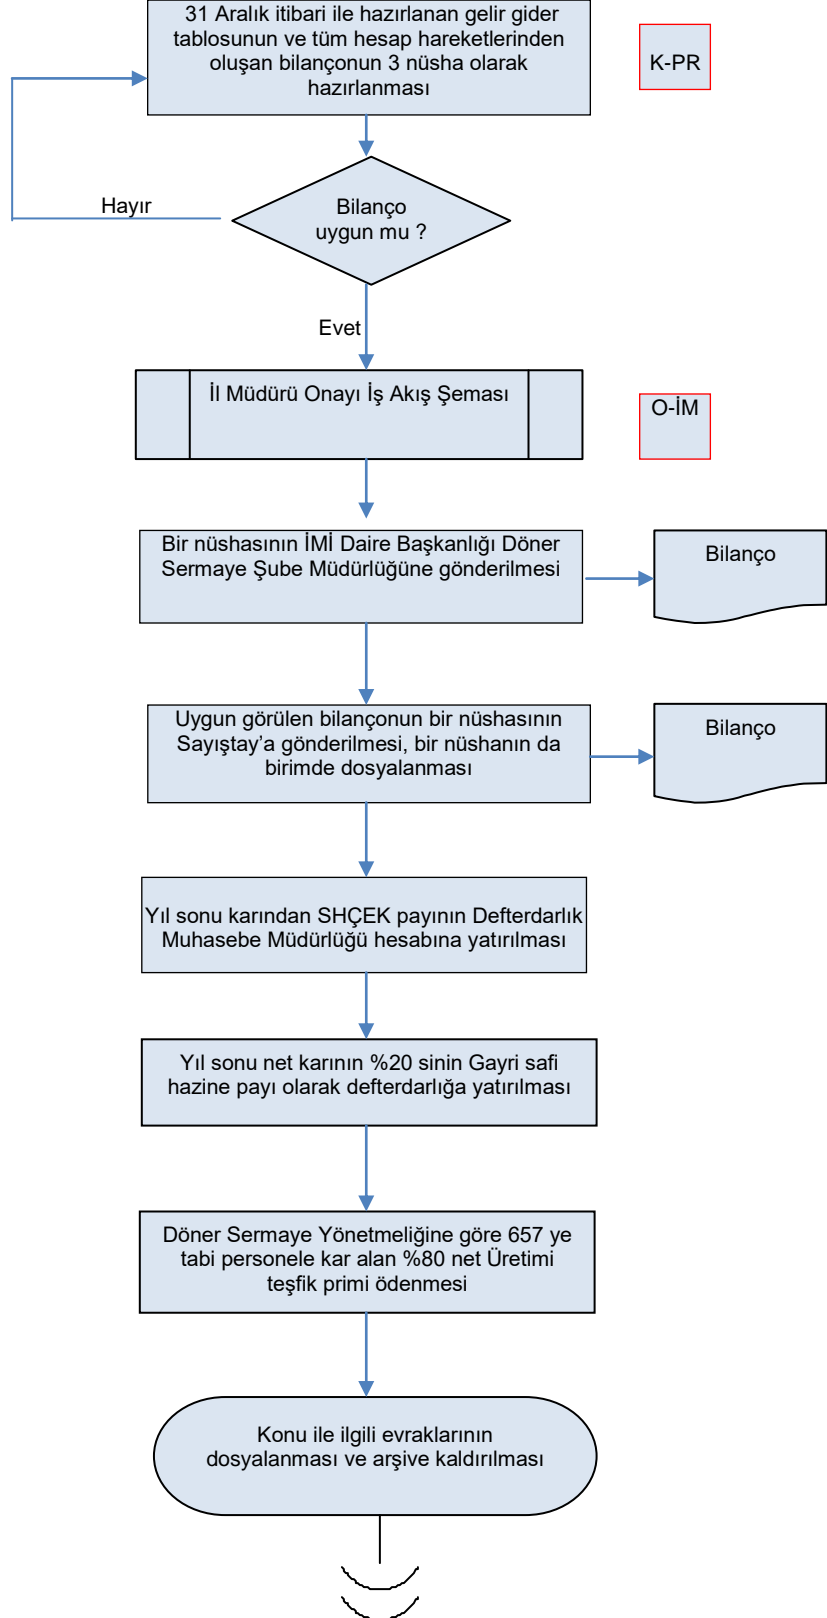 31 Aralık itibari ile hazırlanan gelir gider
tablosunun ve tüm hesap hareketlerinden
oluşan bilançonun 3 nüsha olarak
hazırlanması
K-PR
Hayır
Bilanço
uygun mu ?
Evet
İl Müdürü Onayı İş Akış Şeması
O-İM
Bir nüshasının İMİ Daire Başkanlığı Döner
Sermaye Şube Müdürlüğüne gönderilmesi
Bilanço
Uygun görülen bilançonun bir nüshasının
Sayıştay’a gönderilmesi, bir nüshanın da
birimde dosyalanması
Bilanço
Yıl sonu karından SHÇEK payının Defterdarlık
Muhasebe Müdürlüğü hesabına yatırılması
Yıl sonu net karının %20 sinin Gayri safi
hazine payı olarak defterdarlığa yatırılması
Döner Sermaye Yönetmeliğine göre 657 ye
tabi personele kar alan %80 net Üretimi
teşfik primi ödenmesi
Konu ile ilgili evraklarının
dosyalanması ve arşive kaldırılması